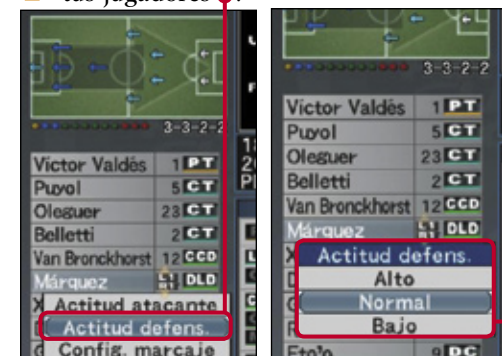 tus jugadores
3-3-2-2
Víctor Valdés 1 PT
Puyol 5 CT
Oleguer 23 CT
Belletti 2 CT
Van Bronckhorst 12 CCD
Márquez DLD
Actitud atacante
Actitud defens.
Config. marcaje
3-3-2-2
Víctor Valdés 1 PT
Puyol 5 CT
Oleguer 23 CT
Belletti 2 CT
Van Bronckhorst 12 CCD
Márquez DLD
Actitud defens.
Alto
Normal
Bajo
Eto'o 9 DC